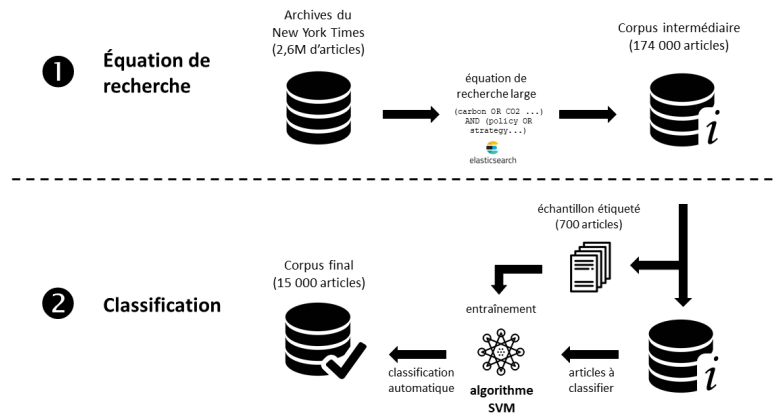 1
Équation de
recherche
Archives du
New York Times
(2,6M d'articles)
équation de
recherche large
(carbon OR CO2 ...)
AND (policy OR
strategy...)
elasticsearch
Corpus intermédiaire
(174 000 articles)
i
2
Classification
échantillon étiqueté
(700 articles)
Corpus final
(15 000 articles)
entraînement
classification
automatique
algorithme
SVM
articles à
classifier
i